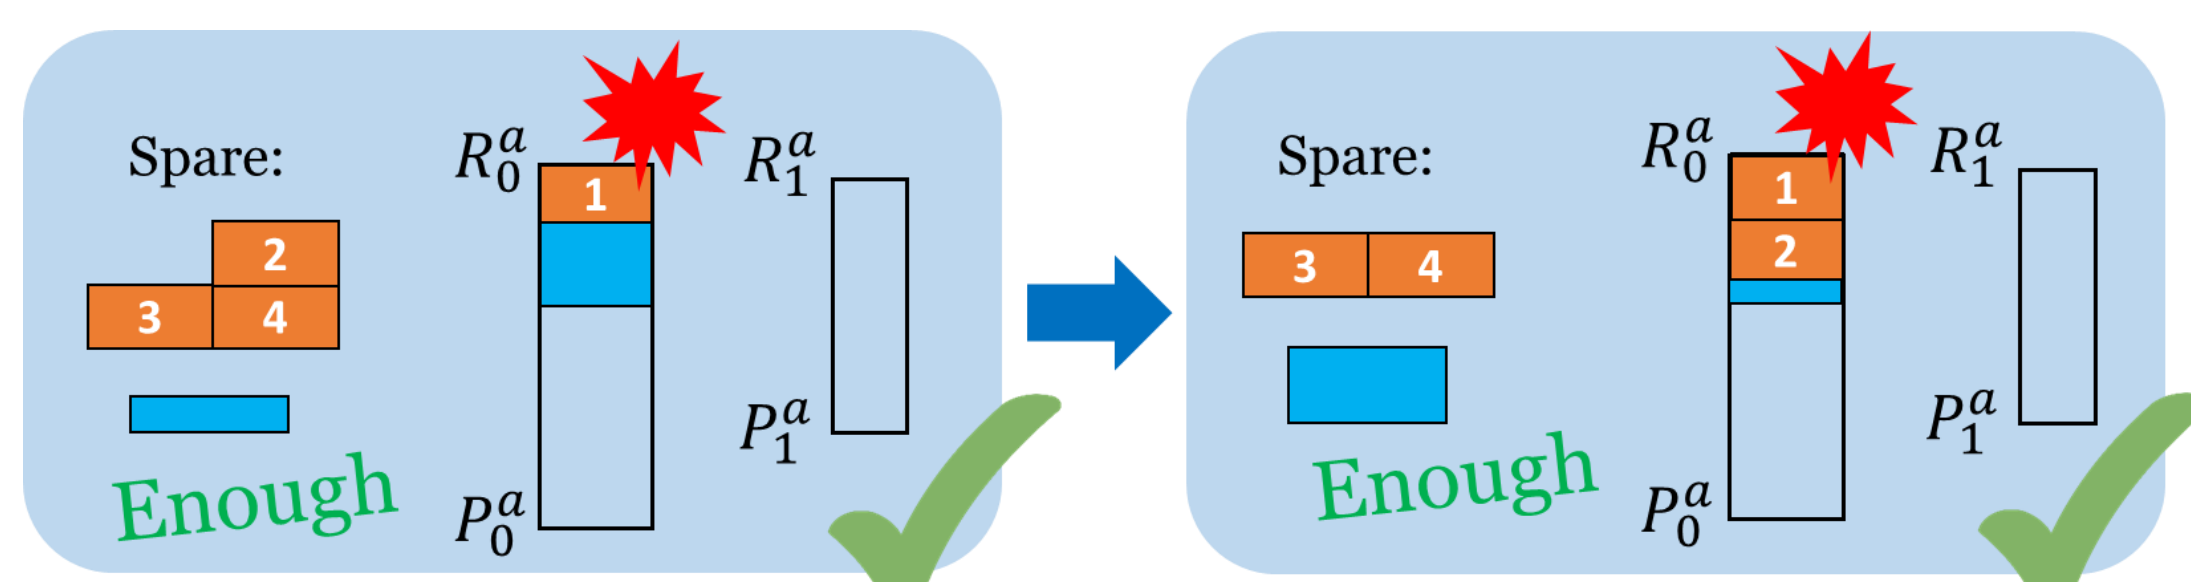 Spare:
R_0^a
R_1^a
1
2
3 4
P_1^a
Enough
P_0^a
Spare:
R_0^a
R_1^a
1
2
3 4
P_1^a
Enough
P_0^a